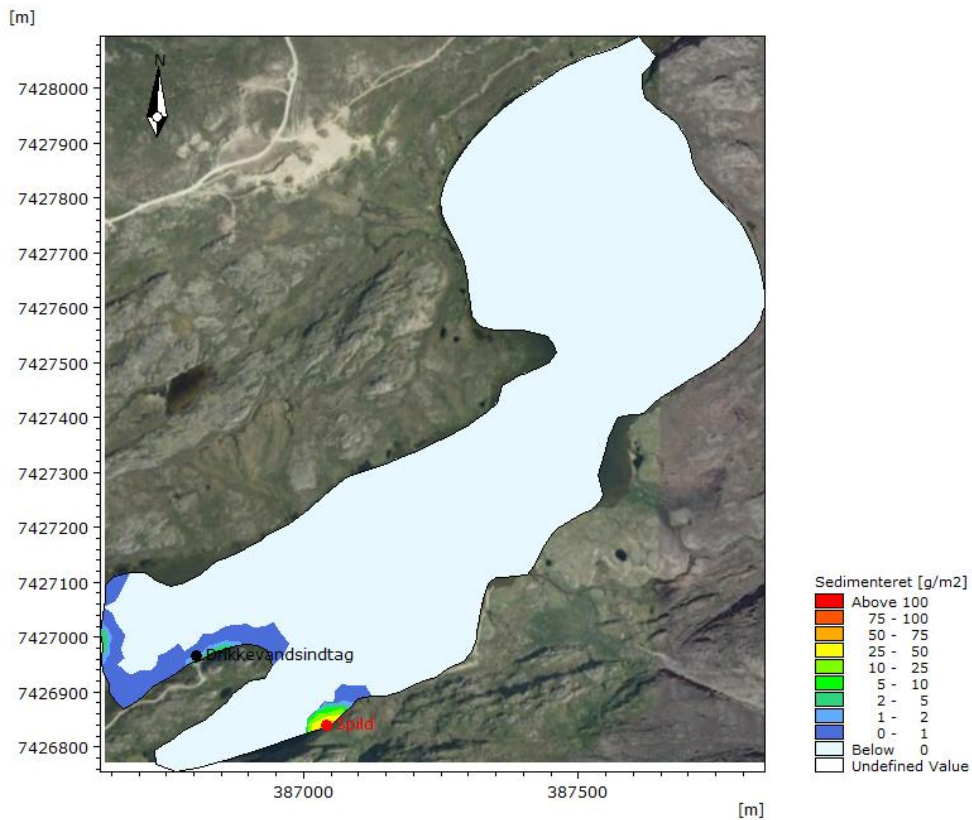 [m]
N
7428000
7427900
7427800
7427700
7427600
7427500
7427400
7427300
7427200
7427100
7427000
7426900
7426800
Drikkevandsindtag
Spild
387000
387500
[m]
Sedimenteret [g/m2]
Above 100
75 - 100
50 - 75
25 - 50
10 - 25
5 - 10
2 - 5
1 - 2
0 - 1
Below 0
Undefined Value